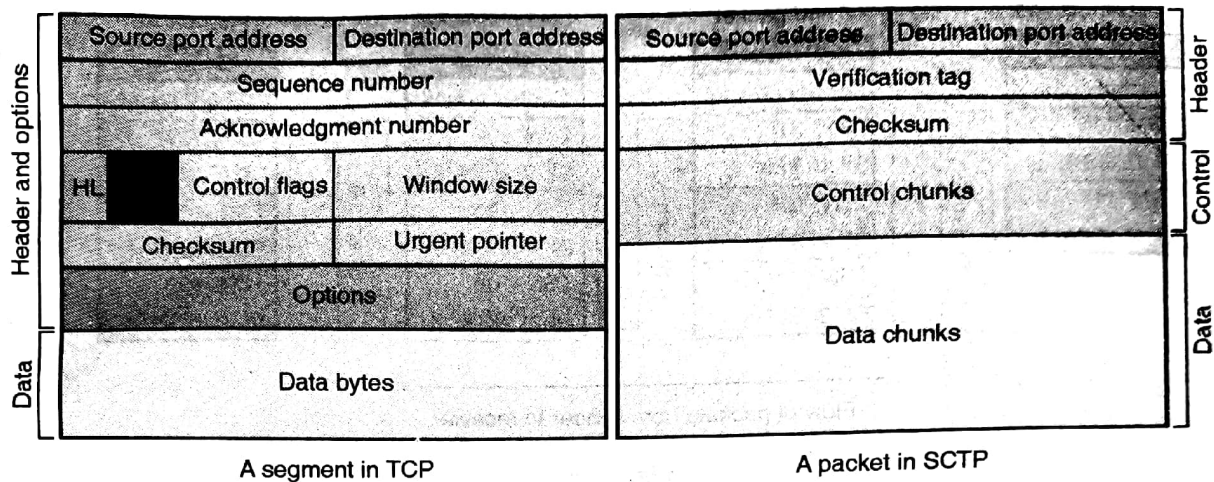 Header and options
Source port address
Destination port address
Sequence number
Acknowledgment number
HL
Control flags
Window size
Checksum
Urgent pointer
Options
Data
Data bytes
A segment in TCP
Source port address
Destination port address
Verification tag
Checksum
Header
Control chunks
Control
Data chunks
Data
A packet in SCTP